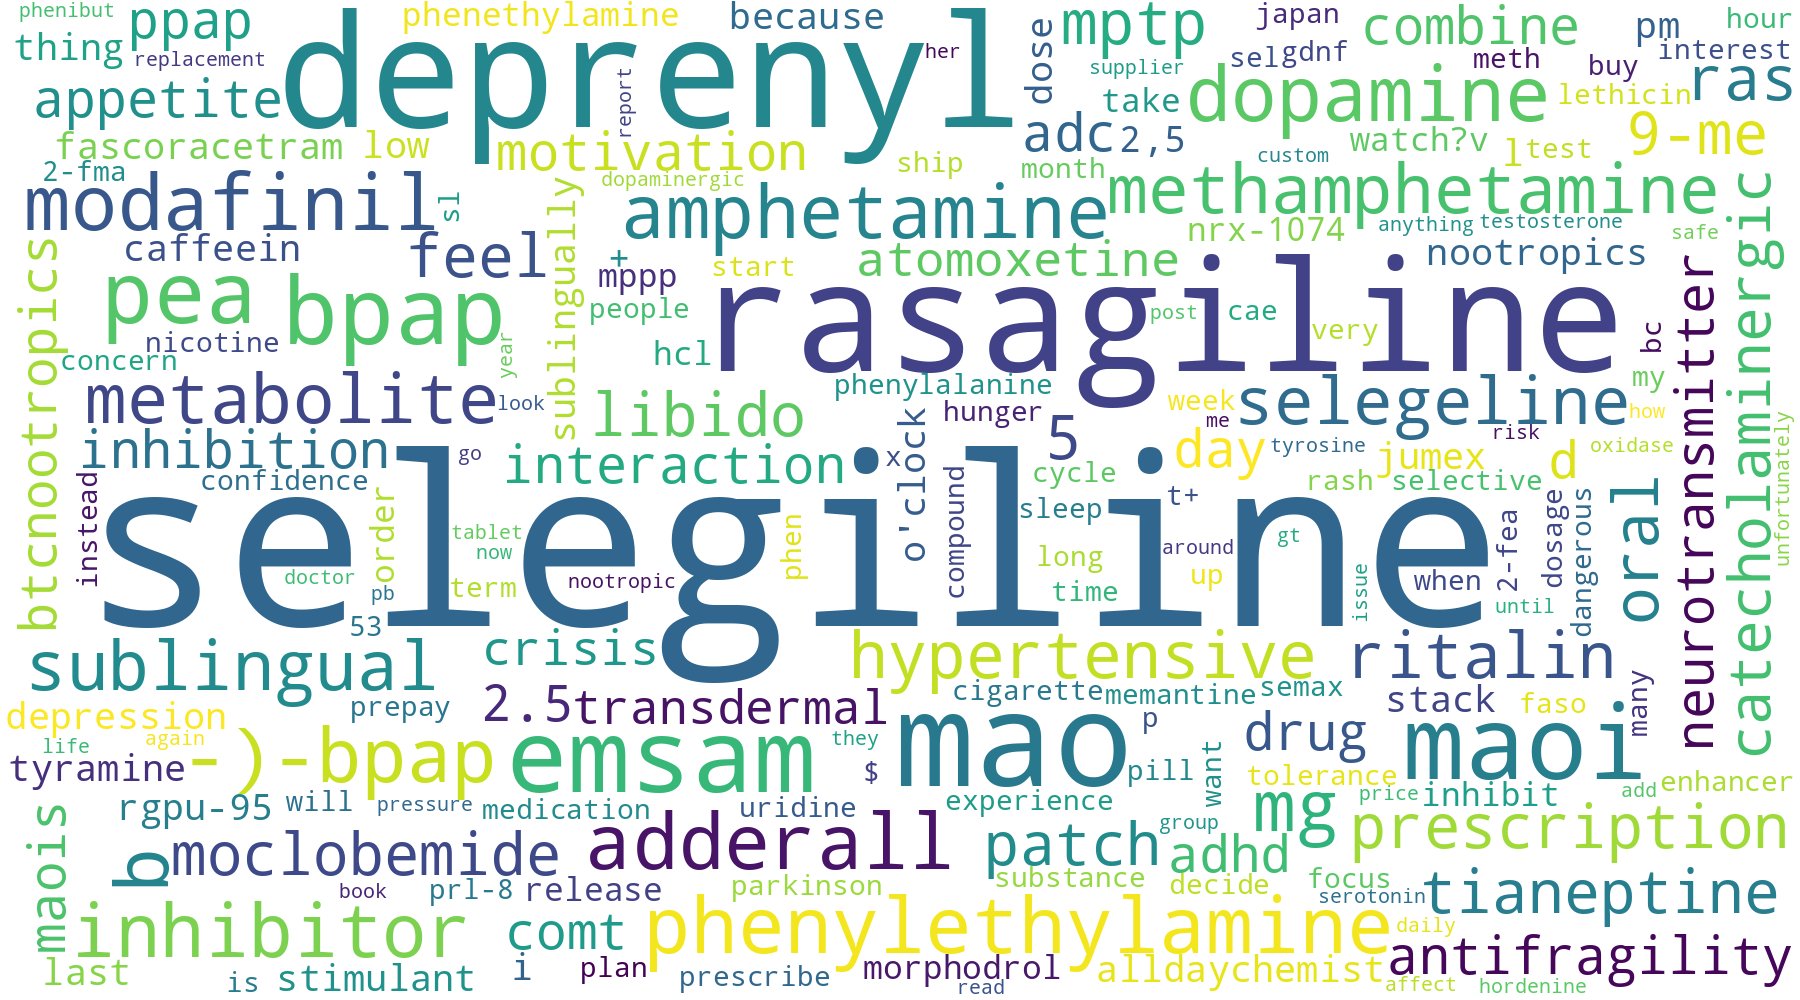 phenibut
ppap
thing
replacement
appetite
deprenyl
phenethylamine
because
her
report
dose
mptp
supplier
take
japan
combine
pm
hour
selgdnf
meth
buy
interest
dopamine
lethicin
ras
fascoracetram
low
motivation
ship
adc
2,5
month
custom
watch?v
ltest
9-me
2-fma
modafinil
sl
sublingually
dopaminergic
amphetamine
methamphetamine
catecholaminergic
btcnootropics
caffeein
feel
+
mppp
start
atomoxetine
nrx-1074
anything
testosterone
nootropics
safe
neurotransmitter
pea
bpap
people
rasagiline
post
cae
very
nicotine
concern
year
hcl
bc
metabolite
look
libido
phenylalanine
hunger
o'clock
5
week
me
selegeline
my
how
inhibition
go
interaction
x
day
tyrosine
risk
jumex
d
oxidase
unfortunately
instead
confidence
order
selegiline
compound
cycle
sleep
t+
rash
selective
2-fea
dosage
dangerous
oral
tablet
now
doctor
pb
term
nootropic
phen
long
time
around
up
gt
issue
when
until
53
sublingual
crisis
hypertensive
ritalin
depression
prepay
2.5
transdermal
cigarette
memantine
semax
stack
faso
many
life
again
tyramine
-)-bpap
emsam
they
$
mao
p
pill
want
drug
tolerance
maoi
maois
rgpu-95
will
pressure
medication
uridine
experience
group
mg
price
inhibit
add
enhancer
b
moclobemide
adderall
patch
adhd
prescription
book
prl-8
release
parkinson
substance
decide
focus
serotonin
tianeptine
inhibitor
comt
phenylethylamine
daily
antifragility
last
is
stimulant
i
plan
prescribe
morphodrol
read
alldaychemist
affect
hordenine